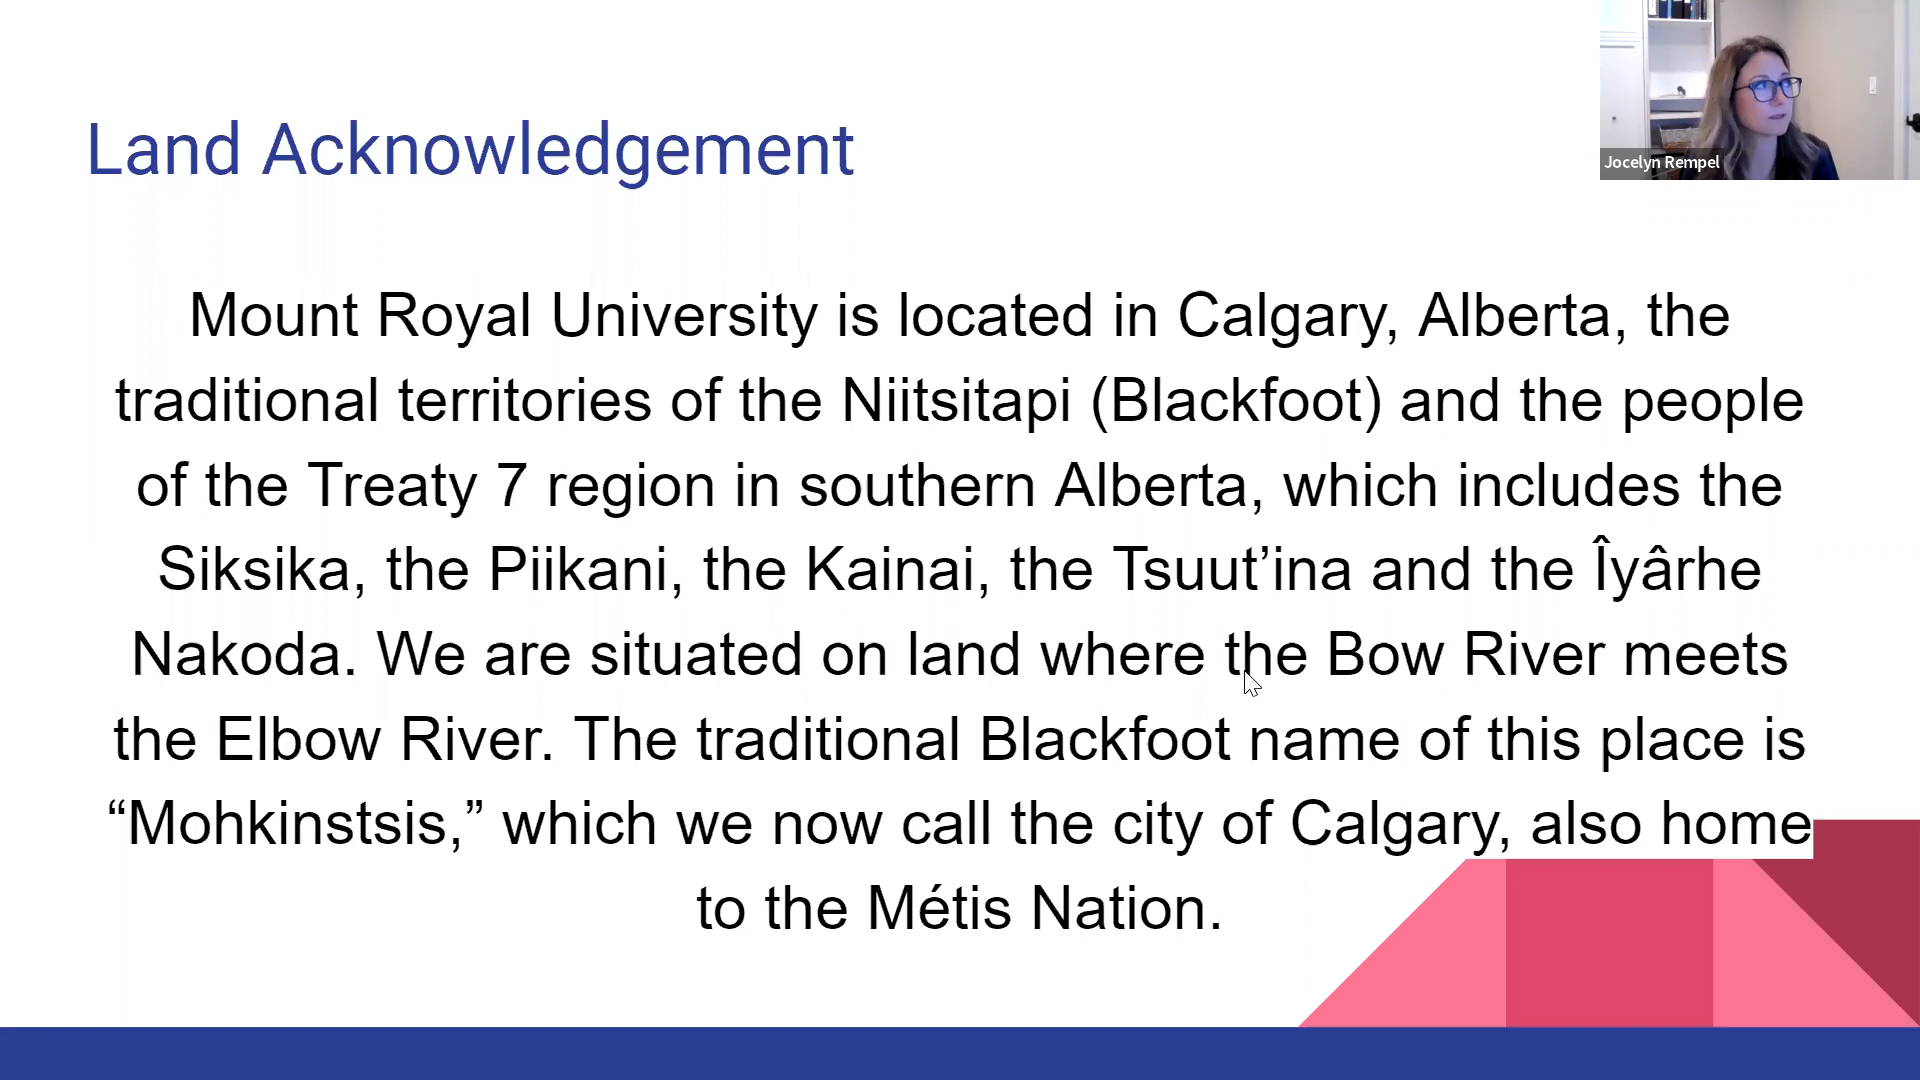 Land Acknowledgement
Jocelyn Rempel
Mount Royal University is located in Calgary, Alberta, the
traditional territories of the Niitsitapi (Blackfoot) and the people
of the Treaty 7 region in southern Alberta, which includes the
Siksika, the Piikani, the Kainai, the Tsuut’ina and the Îyârhe
Nakoda. We are situated on land where the Bow River meets
the Elbow River. The traditional Blackfoot name of this place is
“Mohkinstsis,” which we now call the city of Calgary, also home
to the Métis Nation.